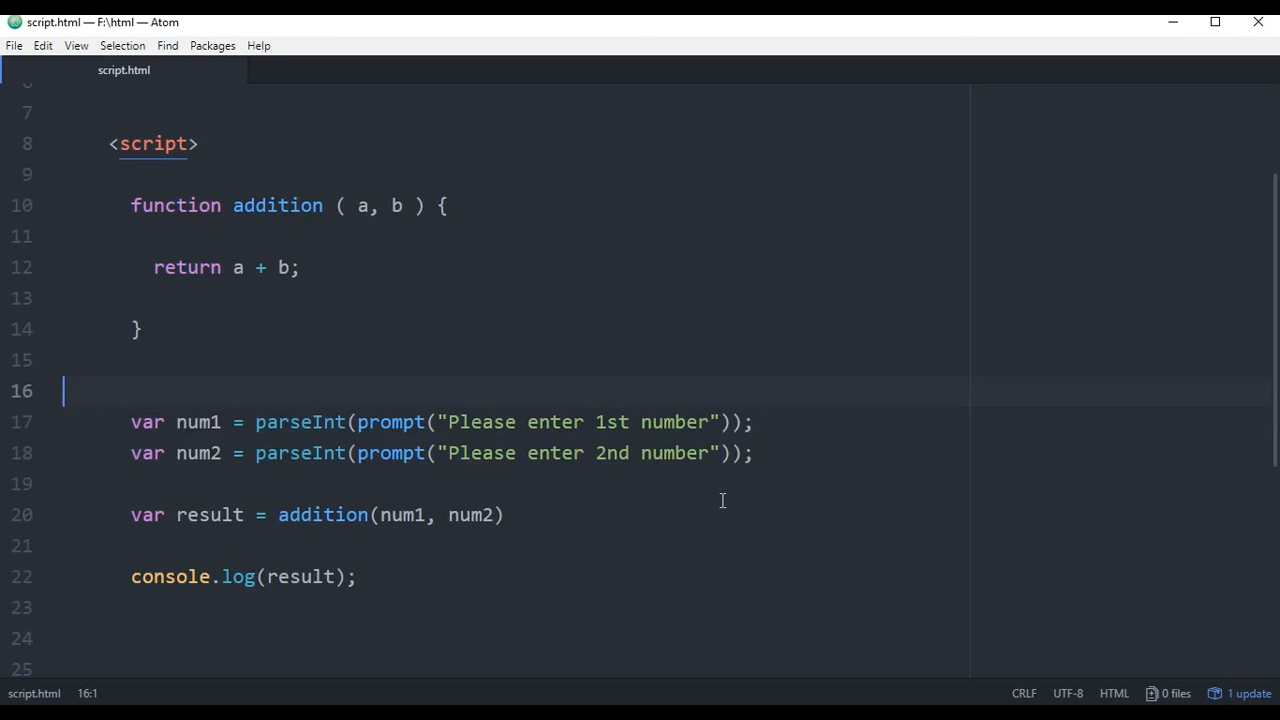 script.html — F:\html — Atom
File Edit View Selection Find Packages Help
script.html
7
8 <script>
9
10 function addition ( a, b ) {
11
12 return a + b;
13
14 }
15
16
17 var num1 = parseInt(prompt("Please enter 1st number"));
18 var num2 = parseInt(prompt("Please enter 2nd number"));
19
20 var result = addition(num1, num2)
21
22 console.log(result);
23
24
25
script.html 16:1 CRLF UTF-8 HTML 0 files 1 update